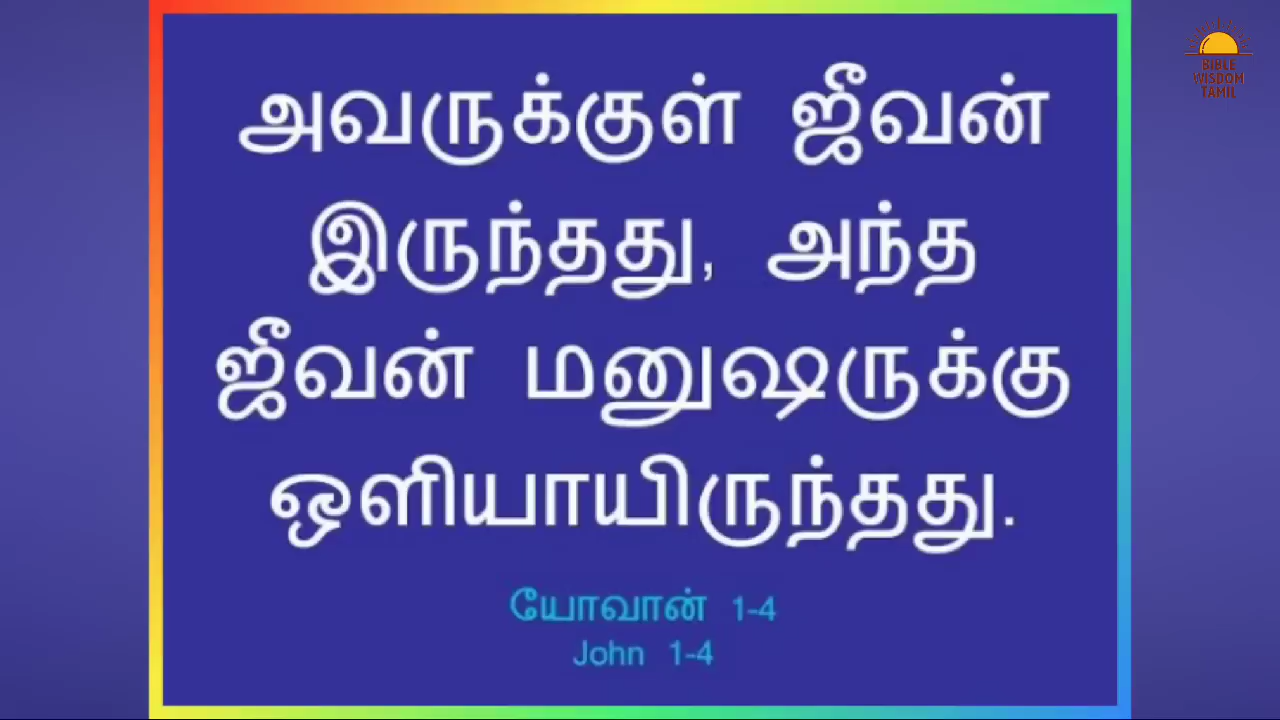 அவருக்குள் ஜீவன்
இருந்தது, அந்த
ஜீவன் மனுஷருக்கு
ஒளியாயிருந்தது.
யோவான் 1-4
John 1-4
BIBLE
WISDOM
TAMIL